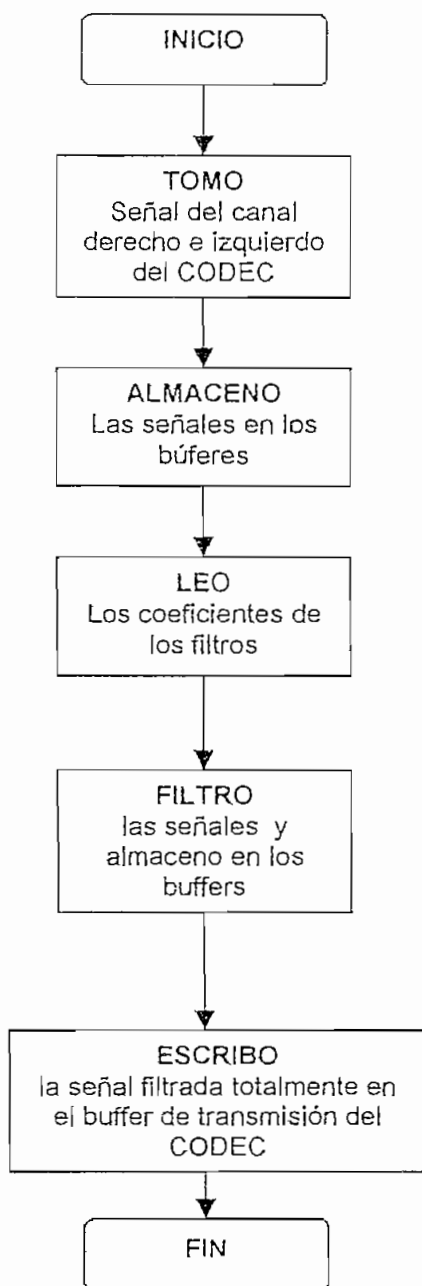 INICIO
TOMO
Señal del canal
derecho e izquierdo
del CODEC
ALMACENO
Las señales en los
búferes
LEO
Los coeficientes de
los filtros
FILTRO
las señales y
almaceno en los
buffers
ESCRIBO
la señal filtrada totalmente en
el buffer de transmisión del
CODEC
FIN